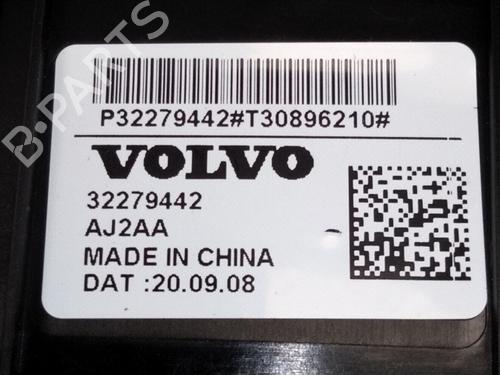 B-PARTS
P32279442#T30896210#
VOLVO
32279442
AJ2AA
MADE IN CHINA
DAT :20.09.08